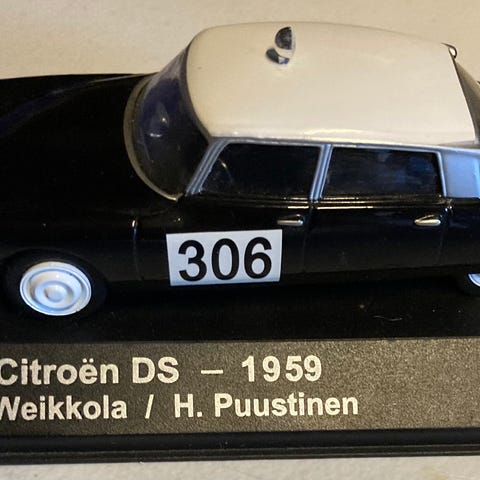 306
Citroën DS – 1959
Weikkola / H. Puustinen